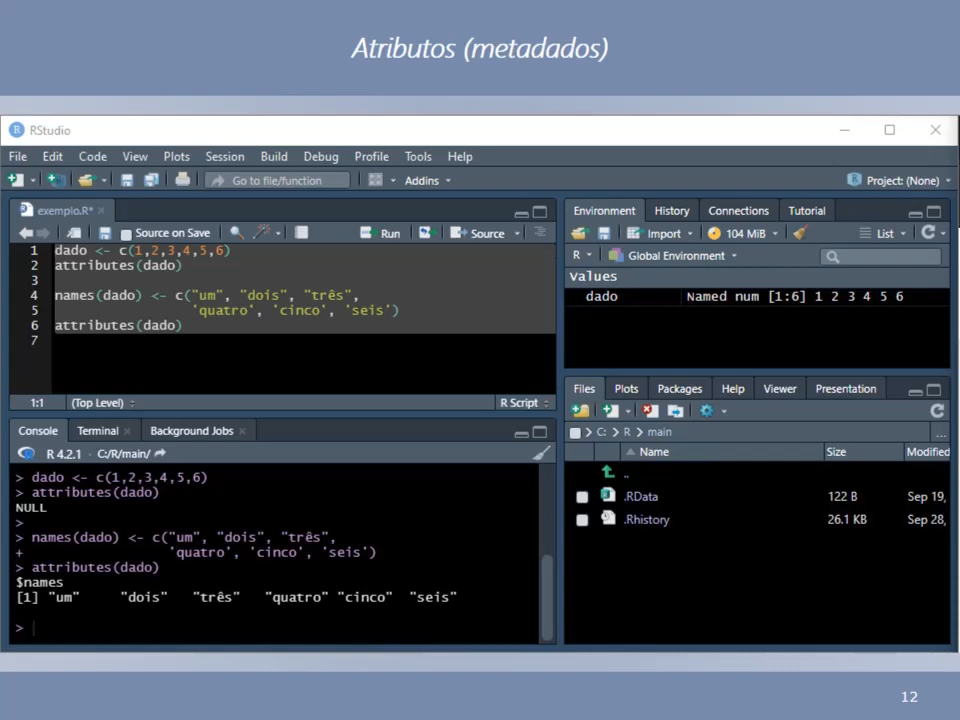 Atributos (metadados)
RStudio
File Edit Code View Plots Session Build Debug Profile Tools Help
Go to file/function Addins Project: (None)
exemplo.R*
Source on Save Run Source
1 dado <- c(1,2,3,4,5,6)
2 attributes(dado)
3
4 names(dado) <- c("um", "dois", "três",
5 'quatro', 'cinco', 'seis')
6 attributes(dado)
7
1:1 (Top Level) R Script
Console Terminal Background Jobs
R 4.2.1 · C:/R/main/
> dado <- c(1,2,3,4,5,6)
> attributes(dado)
NULL
>
> names(dado) <- c("um", "dois", "três",
+ 'quatro', 'cinco', 'seis')
> attributes(dado)
$names
[1] "um" "dois" "três" "quatro" "cinco" "seis"
>
Environment History Connections Tutorial
Import 104 MiB List
R Global Environment
Values
dado Named num [1:6] 1 2 3 4 5 6
Files Plots Packages Help Viewer Presentation
C: > R > main ...
Name Size Modified
..
.RData 122 B Sep 19,
.Rhistory 26.1 KB Sep 28,
12